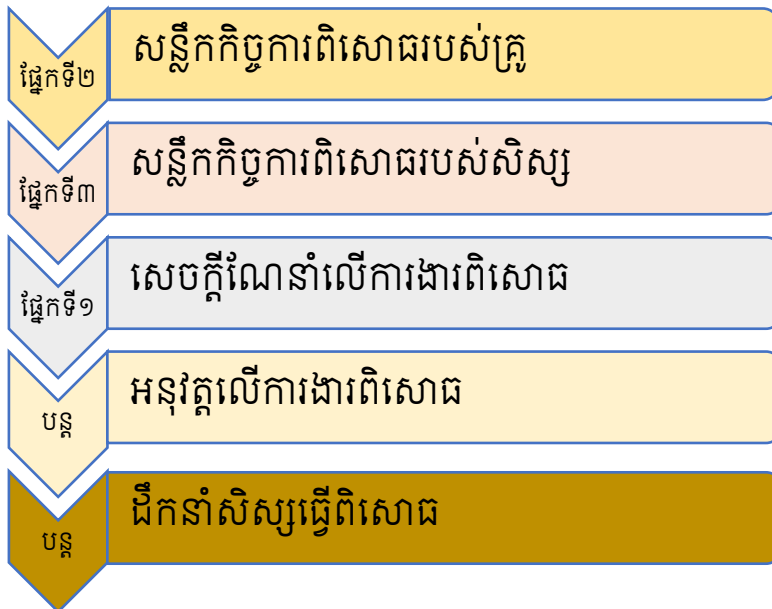 ផ្នែកទី២
សន្លឹកកិច្ចការពិសោធរបស់គ្រូ
ផ្នែកទី៣
សន្លឹកកិច្ចការពិសោធរបស់សិស្ស
ផ្នែកទី១
សេចក្តីណែនាំលើការងារពិសោធ
បន្ត
អនុវត្តលើការងារពិសោធ
បន្ត
ដឹកនាំសិស្សធ្វើពិសោធ